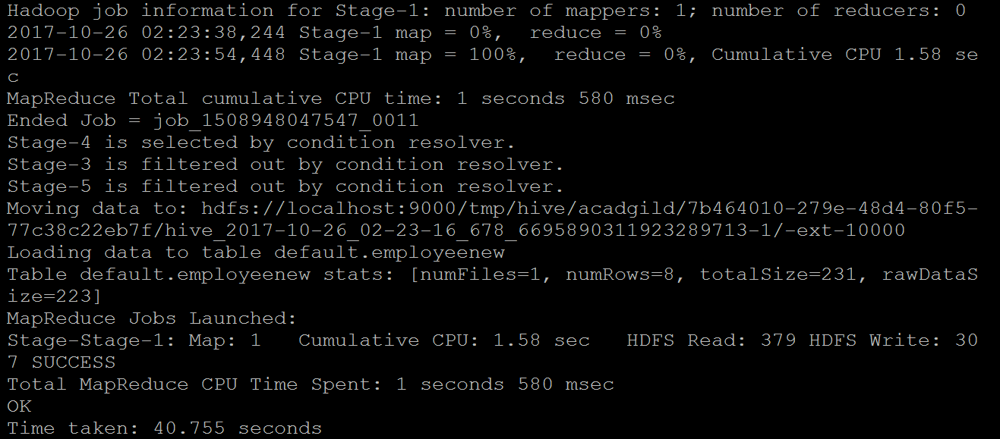 Hadoop job information for Stage-1: number of mappers: 1; number of reducers: 0
2017-10-26 02:23:38,244 Stage-1 map = 0%,  reduce = 0%
2017-10-26 02:23:54,448 Stage-1 map = 100%,  reduce = 0%, Cumulative CPU 1.58 se
c
MapReduce Total cumulative CPU time: 1 seconds 580 msec
Ended Job = job_1508948047547_0011
Stage-4 is selected by condition resolver.
Stage-3 is filtered out by condition resolver.
Stage-5 is filtered out by condition resolver.
Moving data to: hdfs://localhost:9000/tmp/hive/acadgild/7b464010-279e-48d4-80f5-
77c38c22eb7f/hive_2017-10-26_02-23-16_678_6695890311923289713-1/-ext-10000
Loading data to table default.employeenew
Table default.employeenew stats: [numFiles=1, numRows=8, totalSize=231, rawDataS
ize=223]
MapReduce Jobs Launched:
Stage-Stage-1: Map: 1   Cumulative CPU: 1.58 sec   HDFS Read: 379 HDFS Write: 30
7 SUCCESS
Total MapReduce CPU Time Spent: 1 seconds 580 msec
OK
Time taken: 40.755 seconds